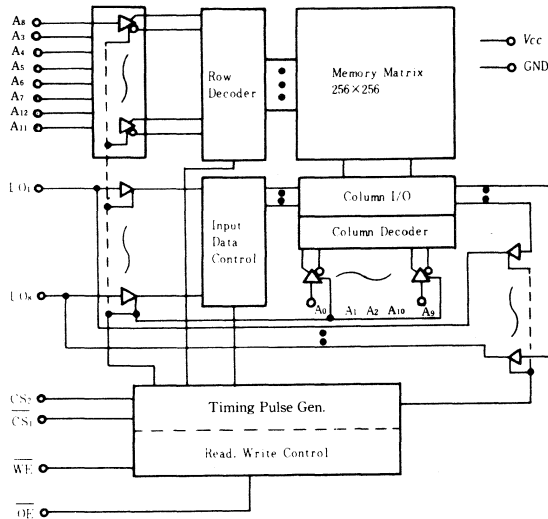 A8
A3
A4
A5
A6
A7
A12
A11
Row
Decoder
Memory Matrix
256×256
Vcc
GND
I/O1
Input
Data
Control
Column I/O
Column Decoder
I/O8
A0 A1 A2 A10 A9
CS2
CS1
WE
OE
Timing Pulse Gen.
Read. Write Control